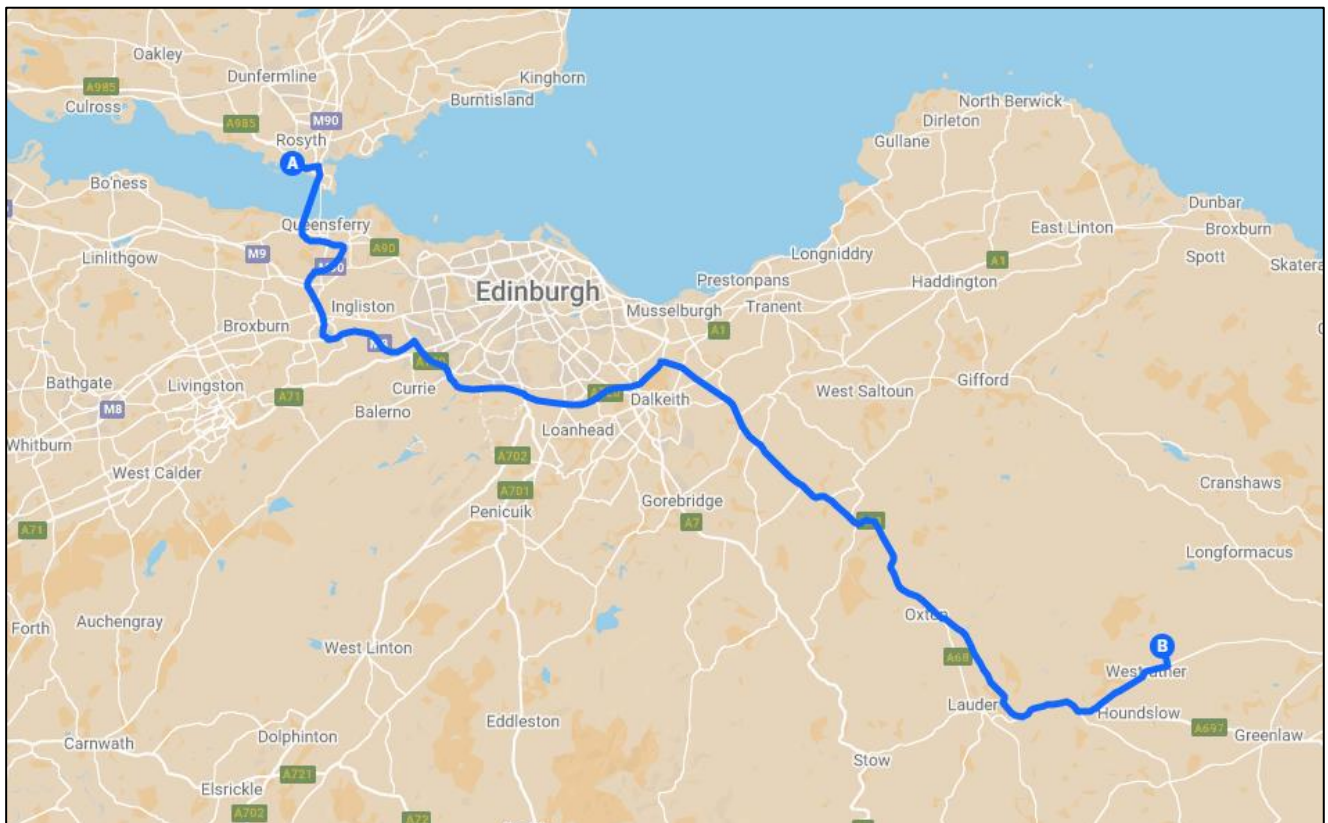 Oakley
Kinghorn
Dunfermline
A985
Burntisland
North Berwick
Culross
Dirleton
A985
M90
Rosyth
Gullane
A
Bo'ness
Dunbar
Queensferry
East Linton
Broxburn
A90
M9
Longniddry
Linlithgow
Spott
A1
Skatera
Prestonpans
Haddington
Edinburgh
Ingliston
Tranent
Musselburgh
Broxburn
A1
Gifford
Bathgate
Livingston
Currie
West Saltoun
A71
Dalkeith
M8
Balerno
Loanhead
Whitburn
A702
West Calder
Cranshaws
A701
Gorebridge
Penicuik
A71
A7
Longformacus
Oxton
Auchengray
Forth
B
West Linton
A68
Lauder
Houndslow
Eddleston
A697
Dolphinton
Greenlaw
Carnwath
Stow
A721
Elsrickle
A702
A72